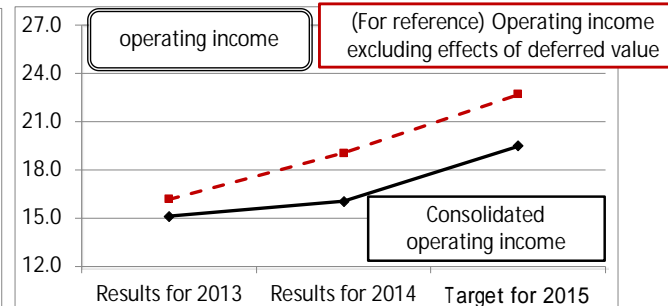 27.0
24.0
21.0
18.0
15.0
12.0
operating income
(For reference) Operating income
excluding effects of deferred value
Consolidated
operating income
Results for 2013
Results for 2014
Target for 2015